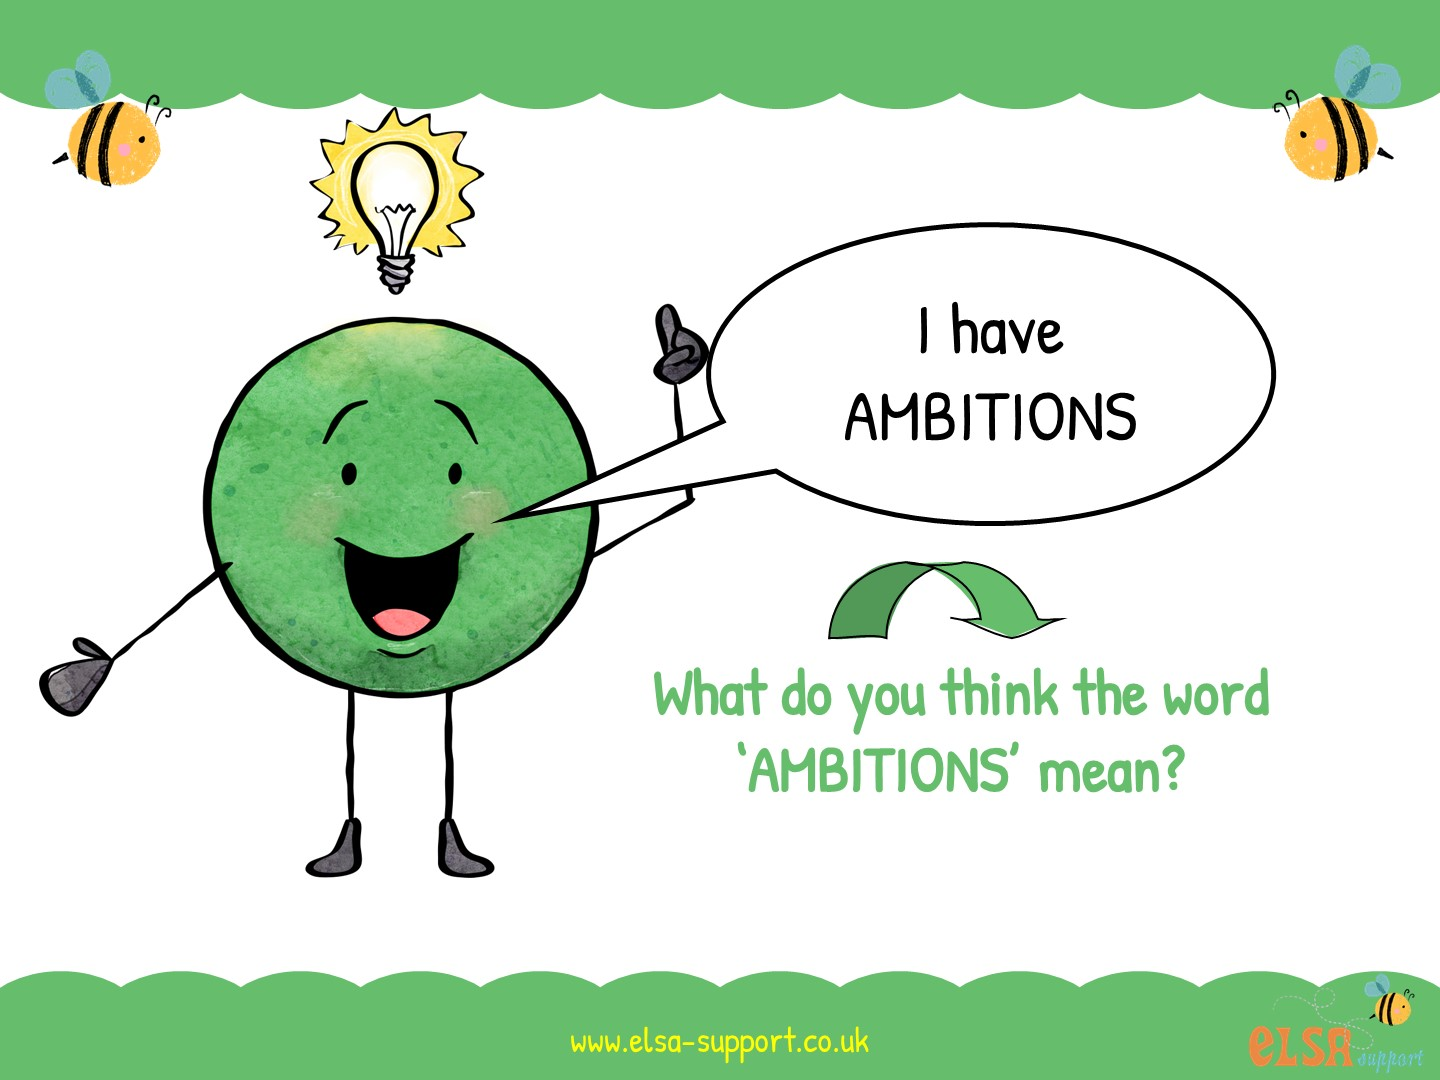 I have
AMBITIONS
What do you think the word
‘AMBITIONS’ mean?
www.elsa-support.co.uk
ELSA support